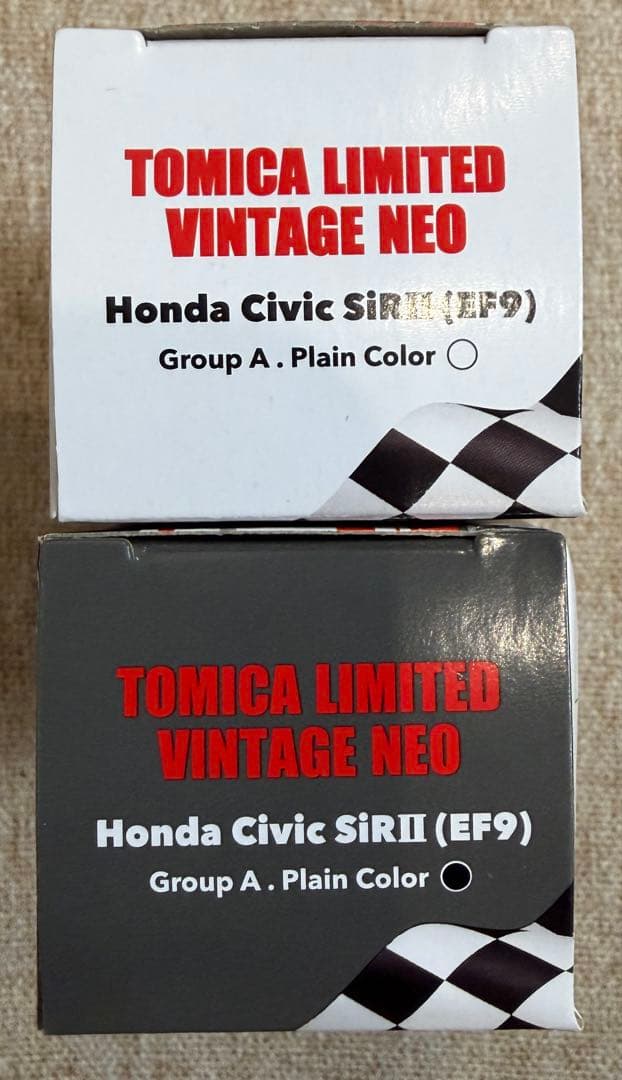 TOMICA LIMITED
VINTAGE NEO
Honda Civic SiRII (EF9)
Group A . Plain Color
TOMICA LIMITED
VINTAGE NEO
Honda Civic SiRII (EF9)
Group A . Plain Color